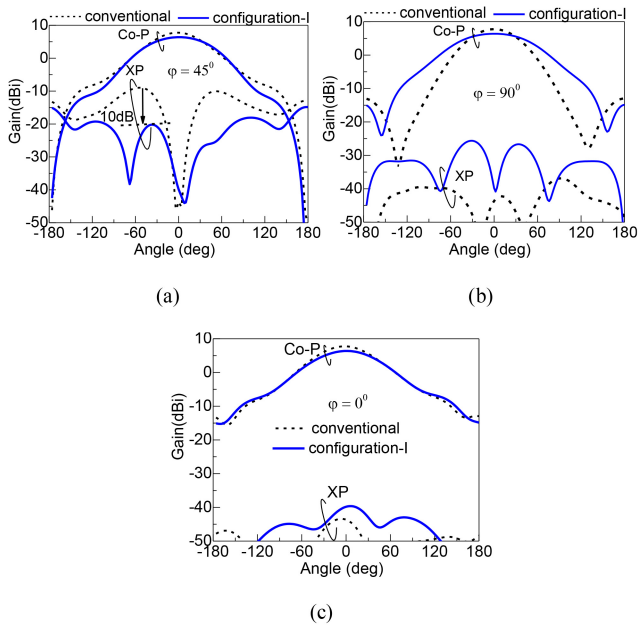 conventional configuration-I
10
0
-10
-20
-30
-40
-50
Gain(dBi)
Co-P
XP
φ = 45⁰
10dB
-180 -120 -60 0 60 120 180
Angle (deg)
(a)
conventional configuration-I
10
0
-10
-20
-30
-40
-50
Gain(dBi)
Co-P
φ = 90⁰
XP
-180 -120 -60 0 60 120 180
Angle (deg)
(b)
10
0
-10
-20
-30
-40
-50
Gain(dBi)
Co-P
φ = 0⁰
conventional
configuration-I
XP
-180 -120 -60 0 60 120 180
Angle (deg)
(c)